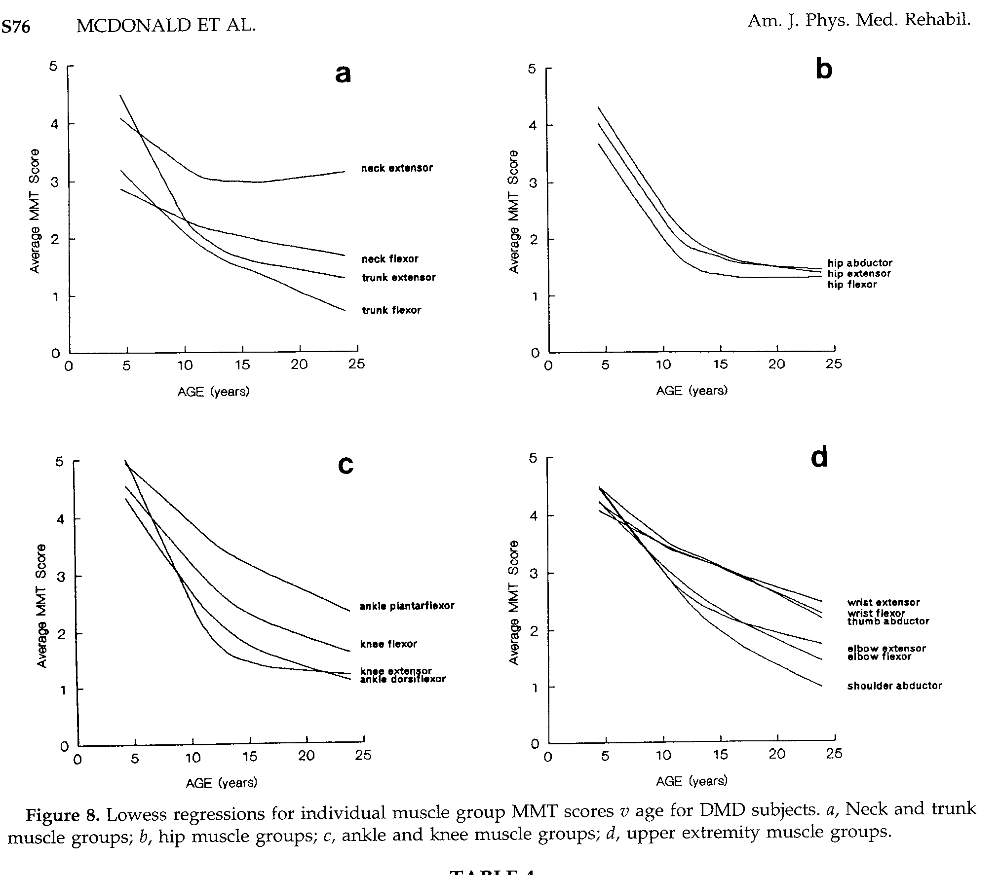 S76 MCDONALD ET AL. Am. J. Phys. Med. Rehabil.
a
5
4
3
2
1
0
Average MMT Score
neck extensor
neck flexor
trunk extensor
trunk flexor
0 5 10 15 20 25
AGE (years)
b
5
4
3
2
1
0
Average MMT Score
hip abductor
hip extensor
hip flexor
0 5 10 15 20 25
AGE (years)
c
5
4
3
2
1
0
Average MMT Score
ankle plantarflexor
knee flexor
knee extensor
ankle dorsiflexor
0 5 10 15 20 25
AGE (years)
d
5
4
3
2
1
0
Average MMT Score
wrist extensor
wrist flexor
thumb abductor
elbow extensor
elbow flexor
shoulder abductor
0 5 10 15 20 25
AGE (years)
Figure 8. Lowess regressions for individual muscle group MMT scores v age for DMD subjects. a, Neck and trunk
muscle groups; b, hip muscle groups; c, ankle and knee muscle groups; d, upper extremity muscle groups.
TABLE 4